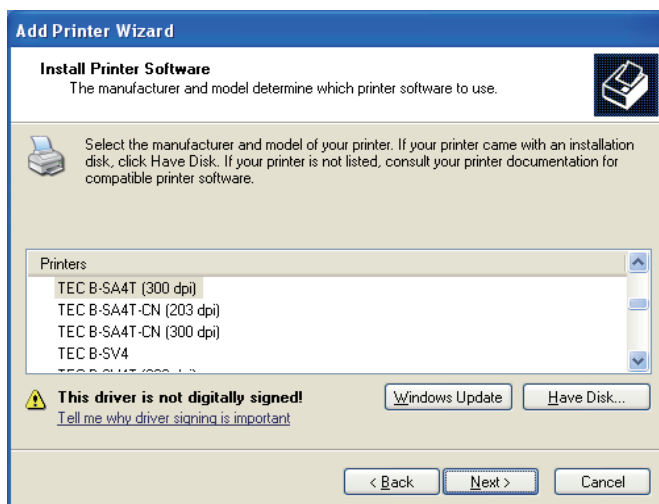 Add Printer Wizard
Install Printer Software
The manufacturer and model determine which printer software to use.
Select the manufacturer and model of your printer. If your printer came with an installation
disk, click Have Disk. If your printer is not listed, consult your printer documentation for
compatible printer software.
Printers
TEC B-SA4T (300 dpi)
TEC B-SA4T-CN (203 dpi)
TEC B-SA4T-CN (300 dpi)
TEC B-SV4
This driver is not digitally signed!
Tell me why driver signing is important
Windows Update
Have Disk...
< Back
Next >
Cancel